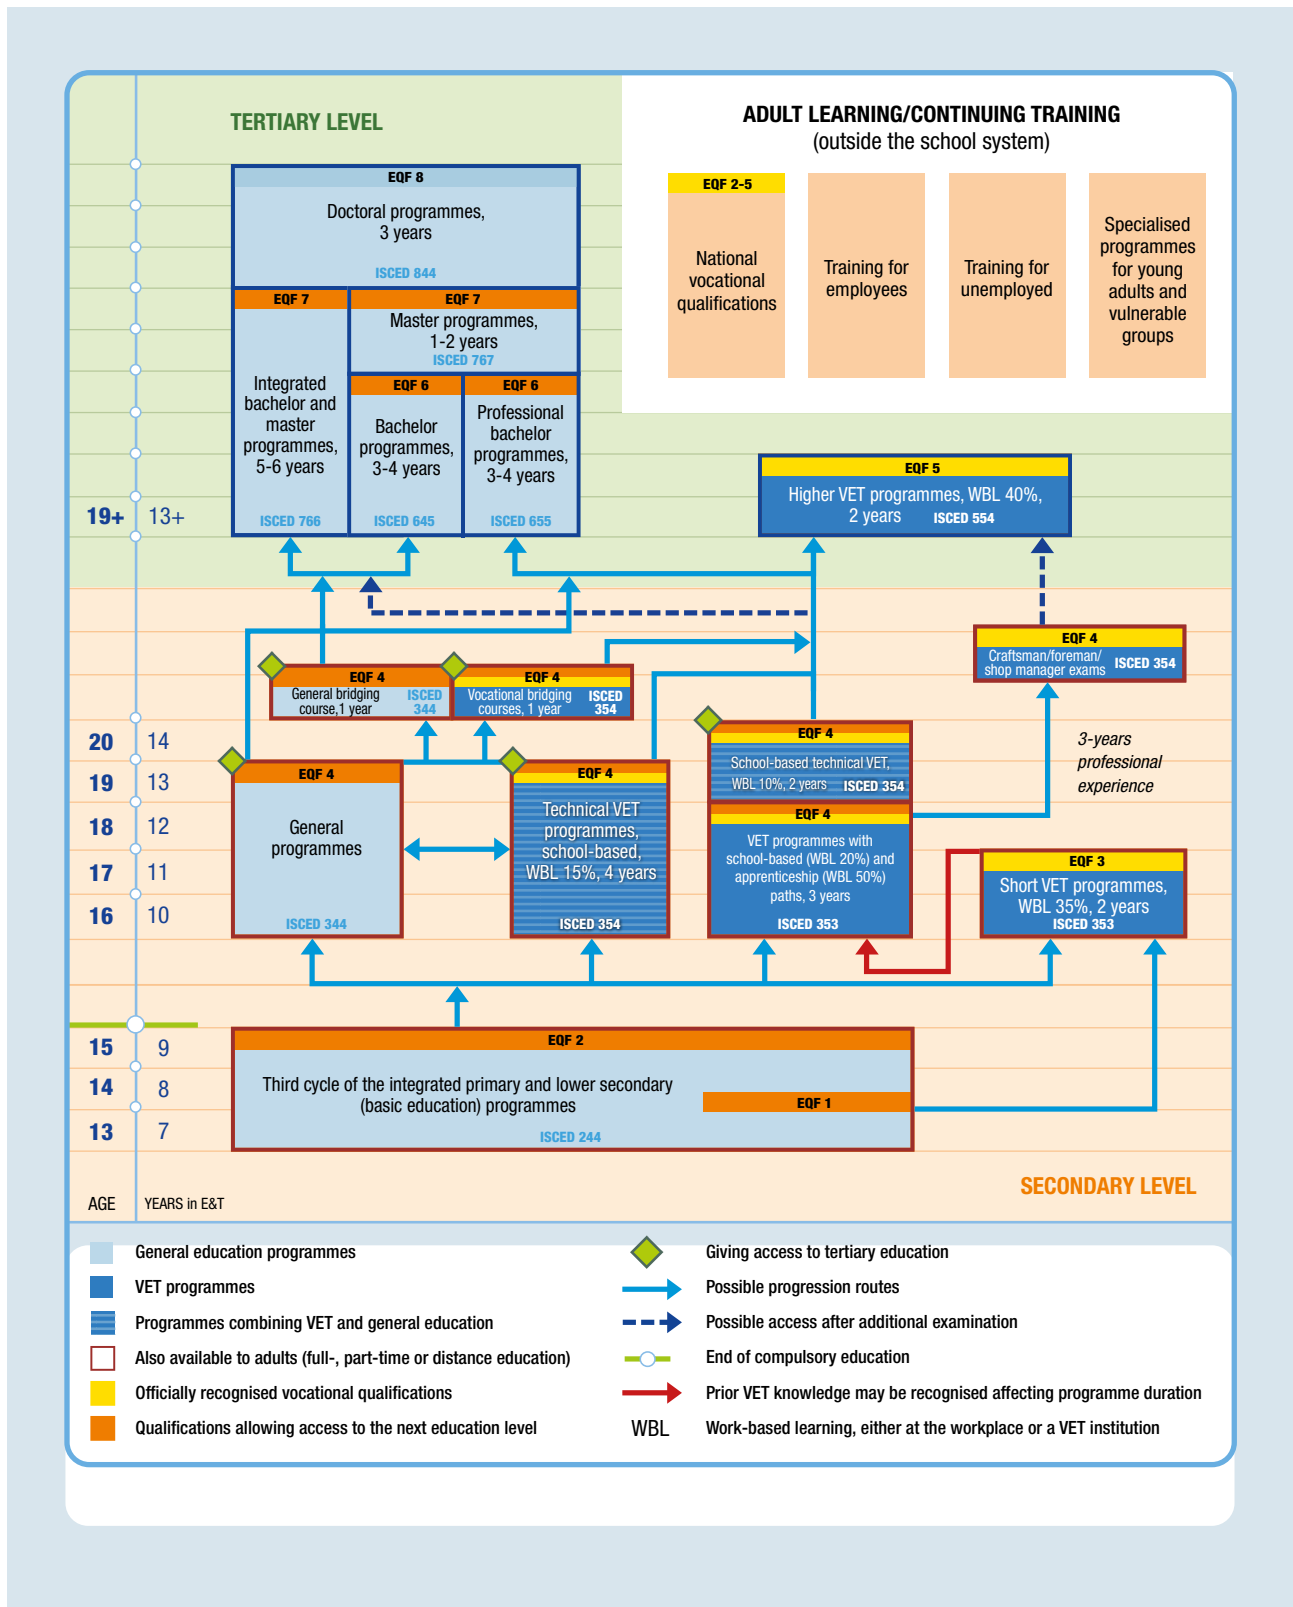 TERTIARY LEVEL
ADULT LEARNING/CONTINUING TRAINING
(outside the school system)
EQF 2-5
National
vocational
qualifications
Training for
employees
Training for
unemployed
Specialised
programmes
for young
adults and
vulnerable
groups
EQF 8
Doctoral programmes,
3 years
ISCED 844
EQF 7
Integrated
bachelor and
master
programmes,
5-6 years
ISCED 766
EQF 7
Master programmes,
1-2 years
ISCED 767
EQF 6
Bachelor
programmes,
3-4 years
ISCED 645
EQF 6
Professional
bachelor
programmes,
3-4 years
ISCED 655
EQF 5
Higher VET programmes, WBL 40%,
2 years ISCED 554
19+ 13+
EQF 4
Craftsman/foreman/
shop manager exams
ISCED 354
EQF 4
General bridging
course,1 year
ISCED
344
EQF 4
Vocational bridging
courses, 1 year
ISCED
354
20 14
19 13
18 12
17 11
16 10
EQF 4
General
programmes
ISCED 344
EQF 4
Technical VET
programmes,
school-based,
WBL 15%, 4 years
ISCED 354
EQF 4
School-based technical VET,
WBL 10%, 2 years ISCED 354
EQF 4
VET programmes with
school-based (WBL 20%) and
apprenticeship (WBL 50%)
paths, 3 years
ISCED 353
3-years
professional
experience
EQF 3
Short VET programmes,
WBL 35%, 2 years
ISCED 353
15 9
14 8
13 7
EQF 2
Third cycle of the integrated primary and lower secondary
(basic education) programmes
EQF 1
ISCED 244
SECONDARY LEVEL
AGE YEARS in E&T
General education programmes
VET programmes
Programmes combining VET and general education
Also available to adults (full-, part-time or distance education)
Officially recognised vocational qualifications
Qualifications allowing access to the next education level
Giving access to tertiary education
Possible progression routes
Possible access after additional examination
End of compulsory education
Prior VET knowledge may be recognised affecting programme duration
WBL Work-based learning, either at the workplace or a VET institution